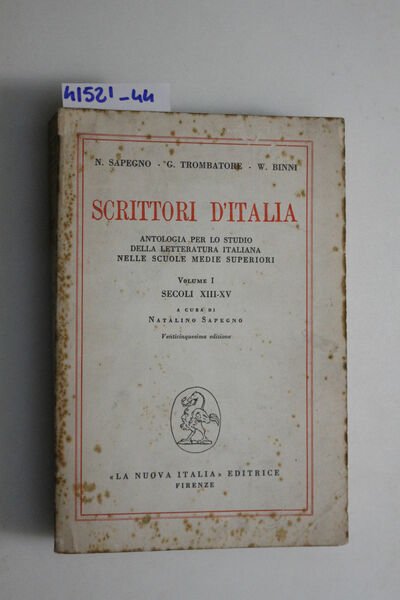 41521-44
N. SAPEGNO - G. TROMBATORE - W. BINNI
SCRITTORI D'ITALIA
ANTOLOGIA PER LO STUDIO
DELLA LETTERATURA ITALIANA
NELLE SCUOLE MEDIE SUPERIORI
VOLUME I
SECOLI XIII-XV
A CURA DI
NATALINO SAPEGNO
Venticinquesima edizione
«LA NUOVA ITALIA» EDITRICE
FIRENZE